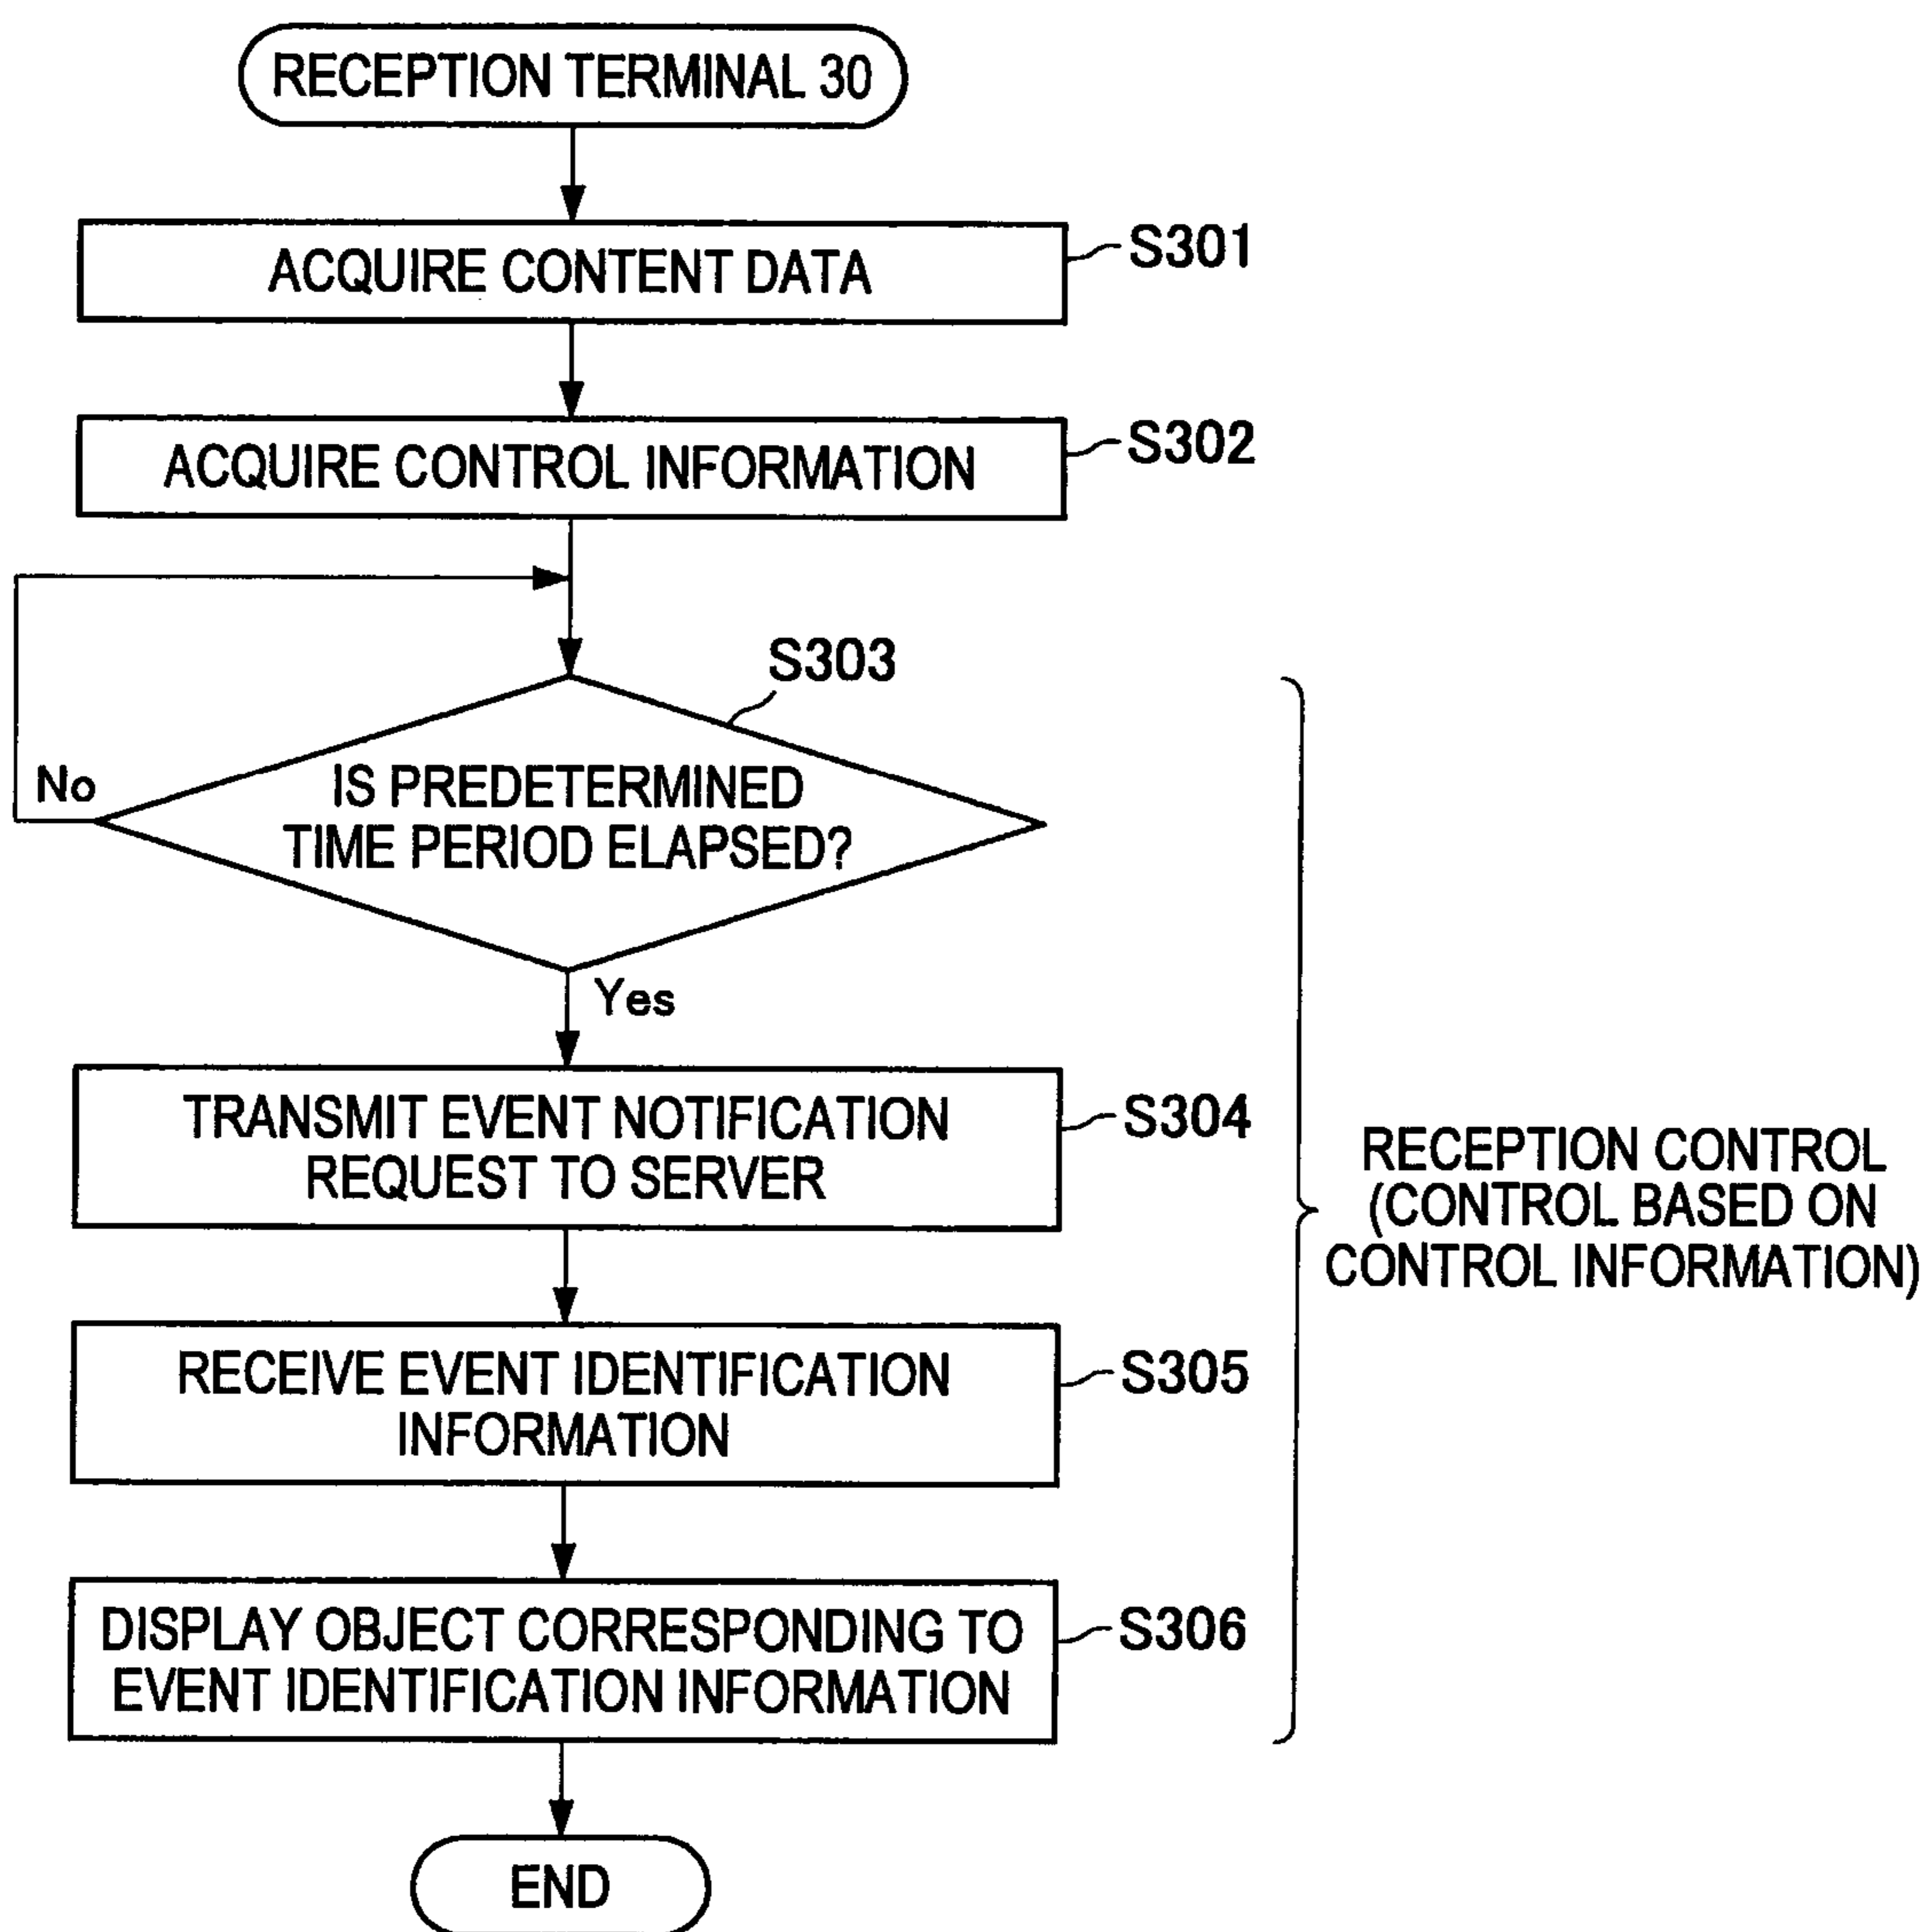 RECEPTION TERMINAL 30
ACQUIRE CONTENT DATA
S301
ACQUIRE CONTROL INFORMATION
S302
S303
No
IS PREDETERMINED
TIME PERIOD ELAPSED?
Yes
TRANSMIT EVENT NOTIFICATION
REQUEST TO SERVER
S304
RECEPTION CONTROL
(CONTROL BASED ON
CONTROL INFORMATION)
RECEIVE EVENT IDENTIFICATION
INFORMATION
S305
DISPLAY OBJECT CORRESPONDING TO
EVENT IDENTIFICATION INFORMATION
S306
END